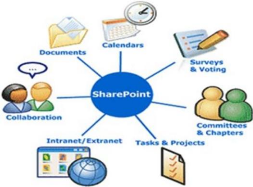 Calendars
Documents
Surveys
& Voting
SharePoint
Collaboration
Committees
& Chapters
Intranet/Extranet
Tasks & Projects